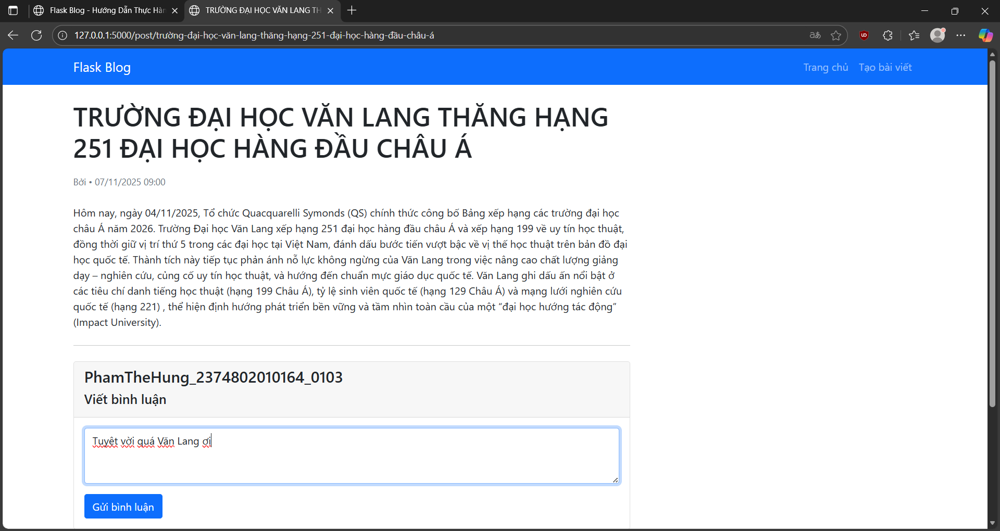 Flask Blog - Hướng Dẫn Thực Hàn
TRƯỜNG ĐẠI HỌC VĂN LANG TH
127.0.0.1:5000/post/trường-đại-học-văn-lang-thăng-hạng-251-đại-học-hàng-đầu-châu-á
Flask Blog
Trang chủ
Tạo bài viết
TRƯỜNG ĐẠI HỌC VĂN LANG THĂNG HẠNG
251 ĐẠI HỌC HÀNG ĐẦU CHÂU Á
Bởi • 07/11/2025 09:00
Hôm nay, ngày 04/11/2025, Tổ chức Quacquarelli Symonds (QS) chính thức công bố Bảng xếp hạng các trường đại học
châu Á năm 2026. Trường Đại học Văn Lang xếp hạng 251 đại học hàng đầu châu Á và xếp hạng 199 về uy tín học thuật,
đồng thời giữ vị trí thứ 5 trong các đại học tại Việt Nam, đánh dấu bước tiến vượt bậc về vị thế học thuật trên bản đồ đại
học quốc tế. Thành tích này tiếp tục phản ánh nỗ lực không ngừng của Văn Lang trong việc nâng cao chất lượng giảng
dạy – nghiên cứu, củng cố uy tín học thuật, và hướng đến chuẩn mực giáo dục quốc tế. Văn Lang ghi dấu ấn nổi bật ở
các tiêu chí danh tiếng học thuật (hạng 199 Châu Á), tỷ lệ sinh viên quốc tế (hạng 129 Châu Á) và mạng lưới nghiên cứu
quốc tế (hạng 221) , thể hiện định hướng phát triển bền vững và tầm nhìn toàn cầu của một “đại học hướng tác động”
(Impact University).
PhamTheHung_2374802010164_0103
Viết bình luận
Tuyệt vời quá Văn Lang ơi
Gửi bình luận